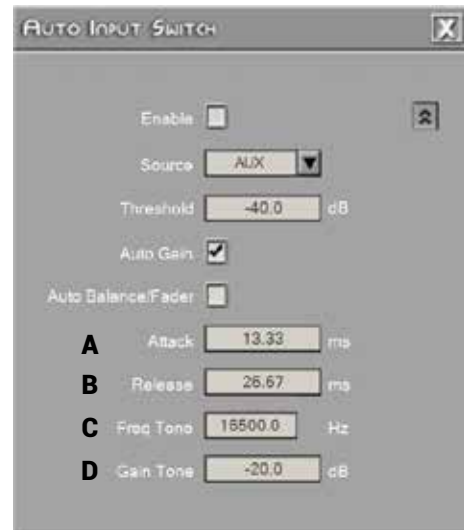 Auto Input Switch X
Enable
Source AUX
Threshold -40.0 dB
Auto Gain
Auto Balance/Fader
A Attack 13.33 ms
B Release 26.67 ms
C Freq Tone 16500.0 Hz
D Gain Tone -20.0 dB